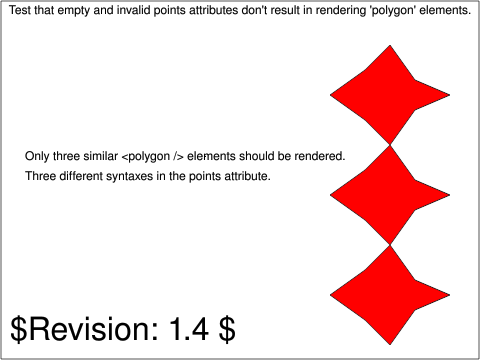 Test that empty and invalid points attributes don't result in rendering 'polygon' elements.
Only three similar <polygon /> elements should be rendered.
Three different syntaxes in the points attribute.
$Revision: 1.4 $